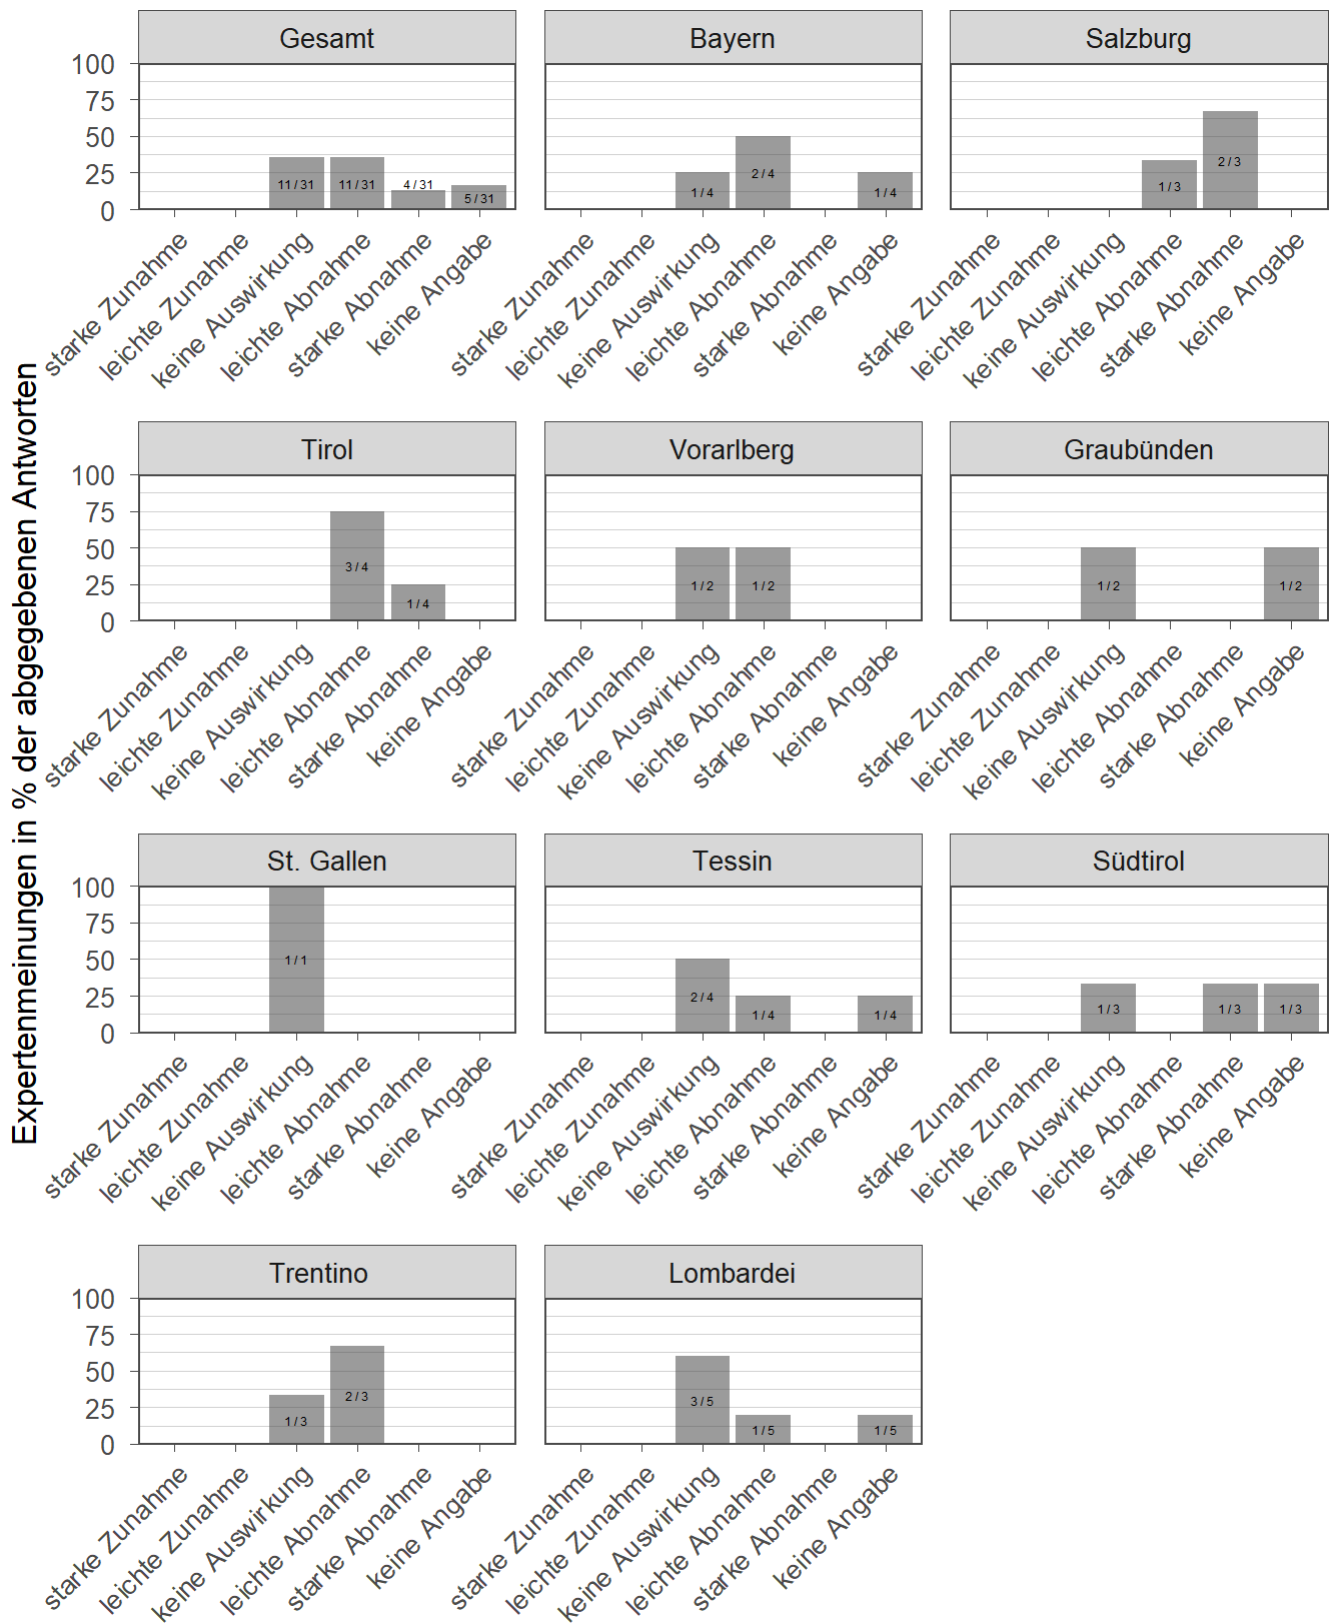 Expertenmeinungen in % der abgegebenen Antworten
Gesamt
100
75
50
25
0
11 / 31
11 / 31
4 / 31
5 / 31
starke Zunahme
leichte Zunahme
keine Auswirkung
leichte Abnahme
starke Abnahme
keine Angabe
Bayern
1 / 4
2 / 4
1 / 4
starke Zunahme
leichte Zunahme
keine Auswirkung
leichte Abnahme
starke Abnahme
keine Angabe
Salzburg
1 / 3
2 / 3
starke Zunahme
leichte Zunahme
keine Auswirkung
leichte Abnahme
starke Abnahme
keine Angabe
Tirol
100
75
50
25
0
3 / 4
1 / 4
starke Zunahme
leichte Zunahme
keine Auswirkung
leichte Abnahme
starke Abnahme
keine Angabe
Vorarlberg
1 / 2
1 / 2
starke Zunahme
leichte Zunahme
keine Auswirkung
leichte Abnahme
starke Abnahme
keine Angabe
Graubünden
1 / 2
1 / 2
starke Zunahme
leichte Zunahme
keine Auswirkung
leichte Abnahme
starke Abnahme
keine Angabe
St. Gallen
100
75
50
25
0
1 / 1
starke Zunahme
leichte Zunahme
keine Auswirkung
leichte Abnahme
starke Abnahme
keine Angabe
Tessin
2 / 4
1 / 4
1 / 4
starke Zunahme
leichte Zunahme
keine Auswirkung
leichte Abnahme
starke Abnahme
keine Angabe
Südtirol
1 / 3
1 / 3
1 / 3
starke Zunahme
leichte Zunahme
keine Auswirkung
leichte Abnahme
starke Abnahme
keine Angabe
Trentino
100
75
50
25
0
1 / 3
2 / 3
starke Zunahme
leichte Zunahme
keine Auswirkung
leichte Abnahme
starke Abnahme
keine Angabe
Lombardei
3 / 5
1 / 5
1 / 5
starke Zunahme
leichte Zunahme
keine Auswirkung
leichte Abnahme
starke Abnahme
keine Angabe